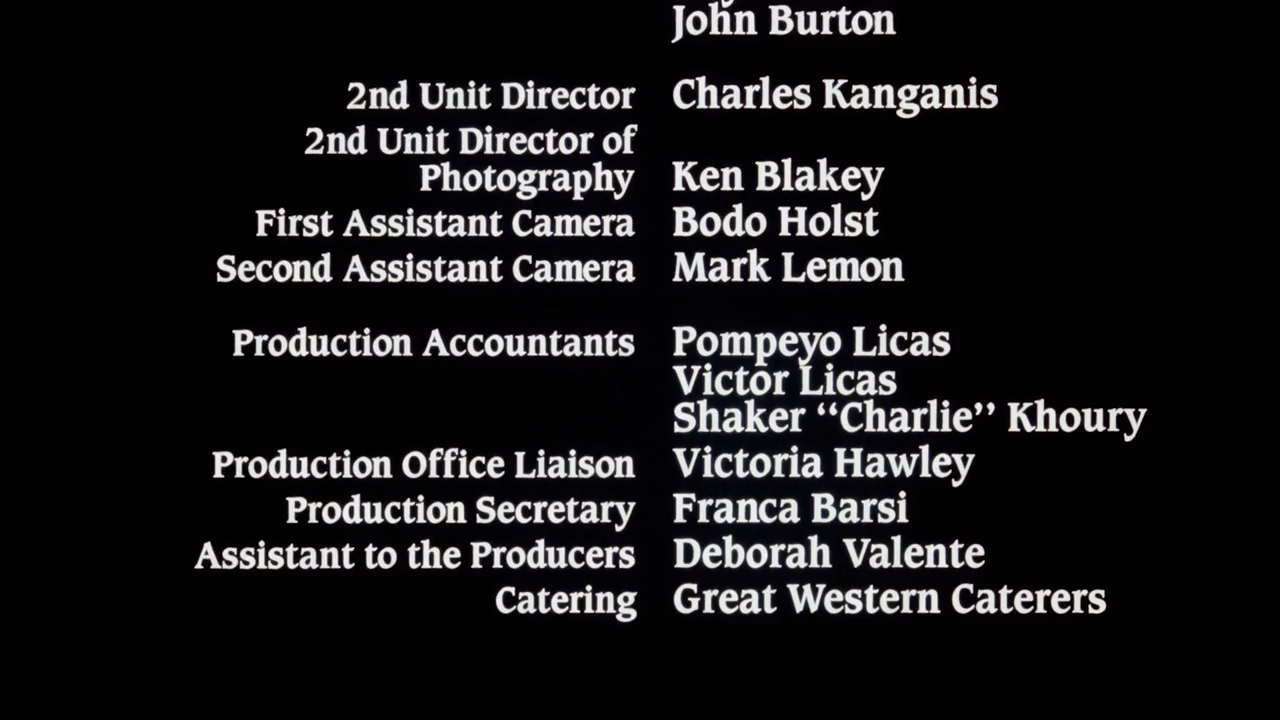 John Burton
2nd Unit Director Charles Kanganis
2nd Unit Director of
Photography Ken Blakey
First Assistant Camera Bodo Holst
Second Assistant Camera Mark Lemon
Production Accountants Pompeyo Licas
Victor Licas
Shaker “Charlie” Khoury
Production Office Liaison Victoria Hawley
Production Secretary Franca Barsi
Assistant to the Producers Deborah Valente
Catering Great Western Caterers